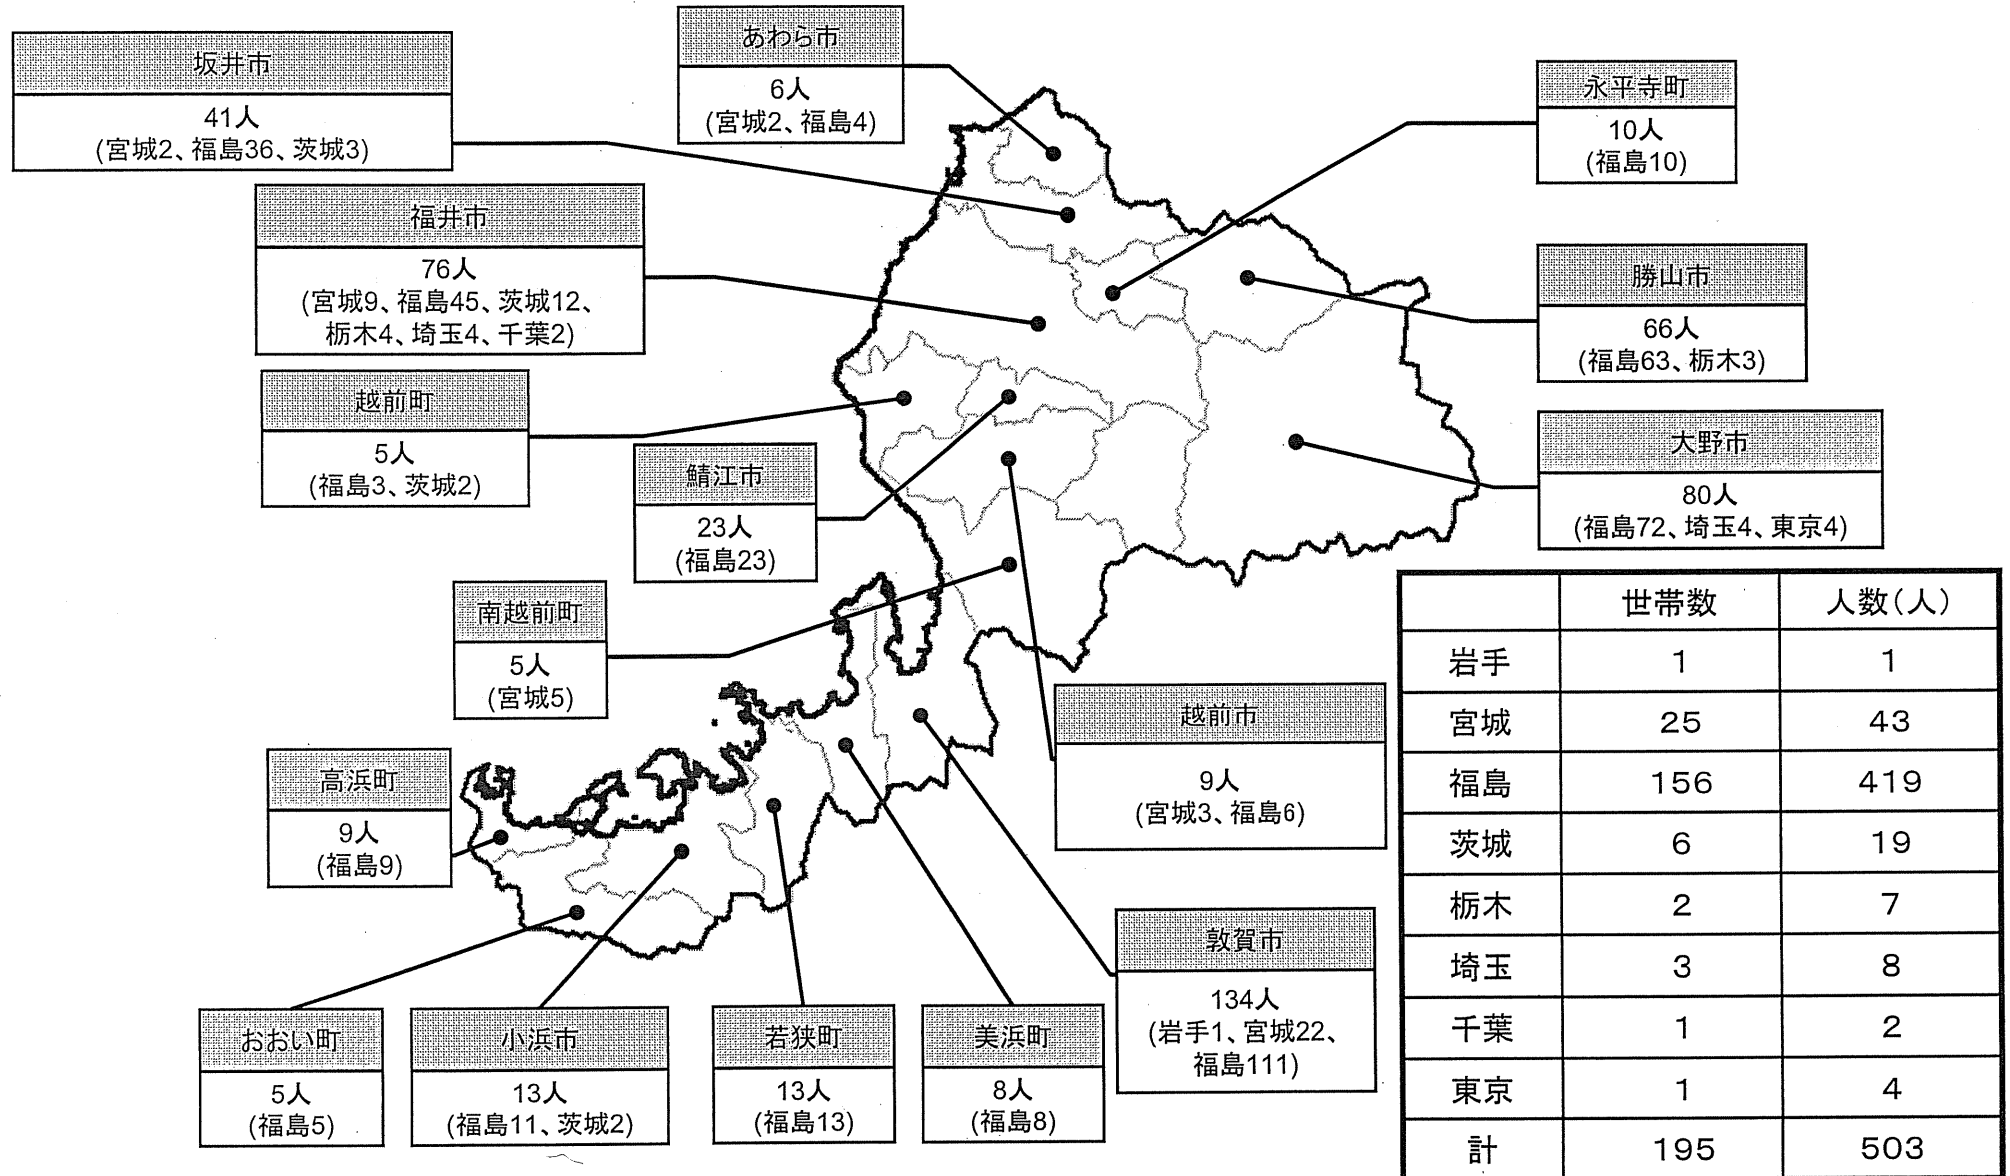 坂井市
41人
(宮城2、福島36、茨城3)
あわら市
6人
(宮城2、福島4)
永平寺町
10人
(福島10)
福井市
76人
(宮城9、福島45、茨城12、
栃木4、埼玉4、千葉2)
勝山市
66人
(福島63、栃木3)
越前町
5人
(福島3、茨城2)
鯖江市
23人
(福島23)
大野市
80人
(福島72、埼玉4、東京4)
南越前町
5人
(宮城5)
越前市
9人
(宮城3、福島6)
高浜町
9人
(福島9)
敦賀市
134人
(岩手1、宮城22、
福島111)
おおい町
5人
(福島5)
小浜市
13人
(福島11、茨城2)
若狭町
13人
(福島13)
美浜町
8人
(福島8)
世帯数 人数(人)
岩手 1 1
宮城 25 43
福島 156 419
茨城 6 19
栃木 2 7
埼玉 3 8
千葉 1 2
東京 1 4
計 195 503